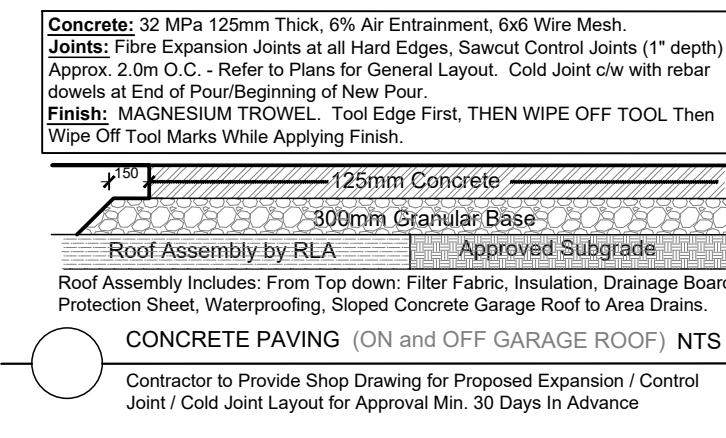 Concrete: 32 MPa 125mm Thick, 6% Air Entrainment, 6x6 Wire Mesh.
Joints: Fibre Expansion Joints at all Hard Edges, Sawcut Control Joints (1" depth)
Approx. 2.0m O.C. - Refer to Plans for General Layout. Cold Joint c/w with rebar
dowels at End of Pour/Beginning of New Pour.
Finish: MAGNESIUM TROWEL. Tool Edge First, THEN WIPE OFF TOOL Then
Wipe Off Tool Marks While Applying Finish.
150
125mm Concrete
300mm Granular Base
Roof Assembly by RLA Approved Subgrade
Roof Assembly Includes: From Top down: Filter Fabric, Insulation, Drainage Board
Protection Sheet, Waterproofing, Sloped Concrete Garage Roof to Area Drains.
CONCRETE PAVING (ON and OFF GARAGE ROOF) NTS
Contractor to Provide Shop Drawing for Proposed Expansion / Control
Joint / Cold Joint Layout for Approval Min. 30 Days In Advance